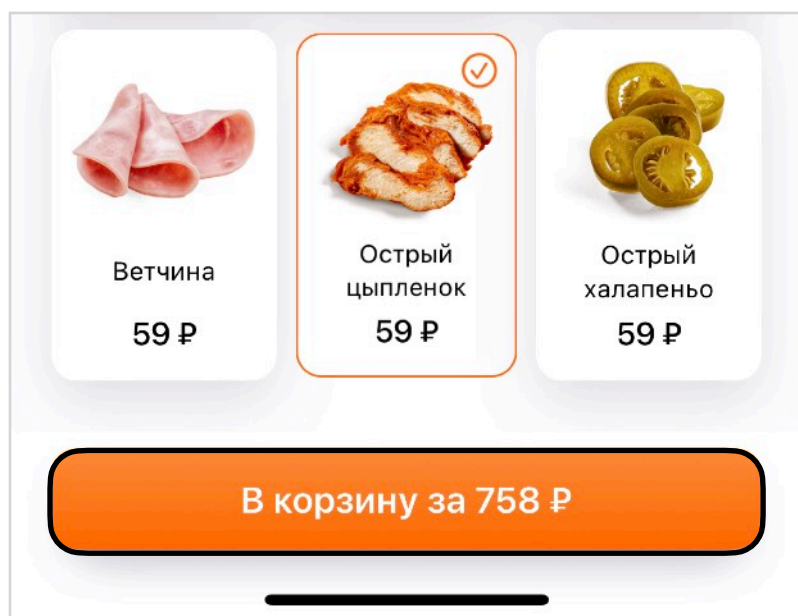 Ветчина
59 ₽
Острый
цыпленок
59 ₽
Острый
халапеньо
59 ₽
В корзину за 758 ₽